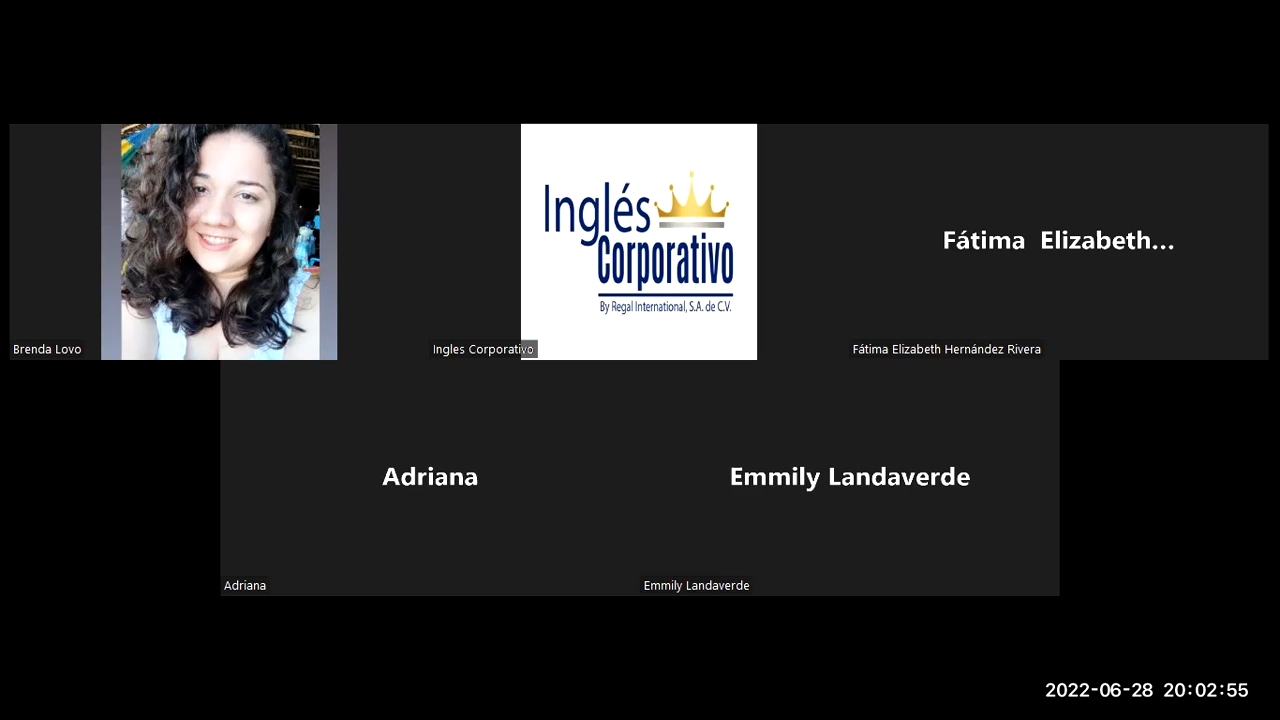 Inglés
Corporativo
By Regal International, S.A. de C.V.
Fátima Elizabeth...
Brenda Lovo
Ingles Corporativo
Fátima Elizabeth Hernández Rivera
Adriana
Emmily Landaverde
Adriana
Emmily Landaverde
2022-06-28 20:02:55